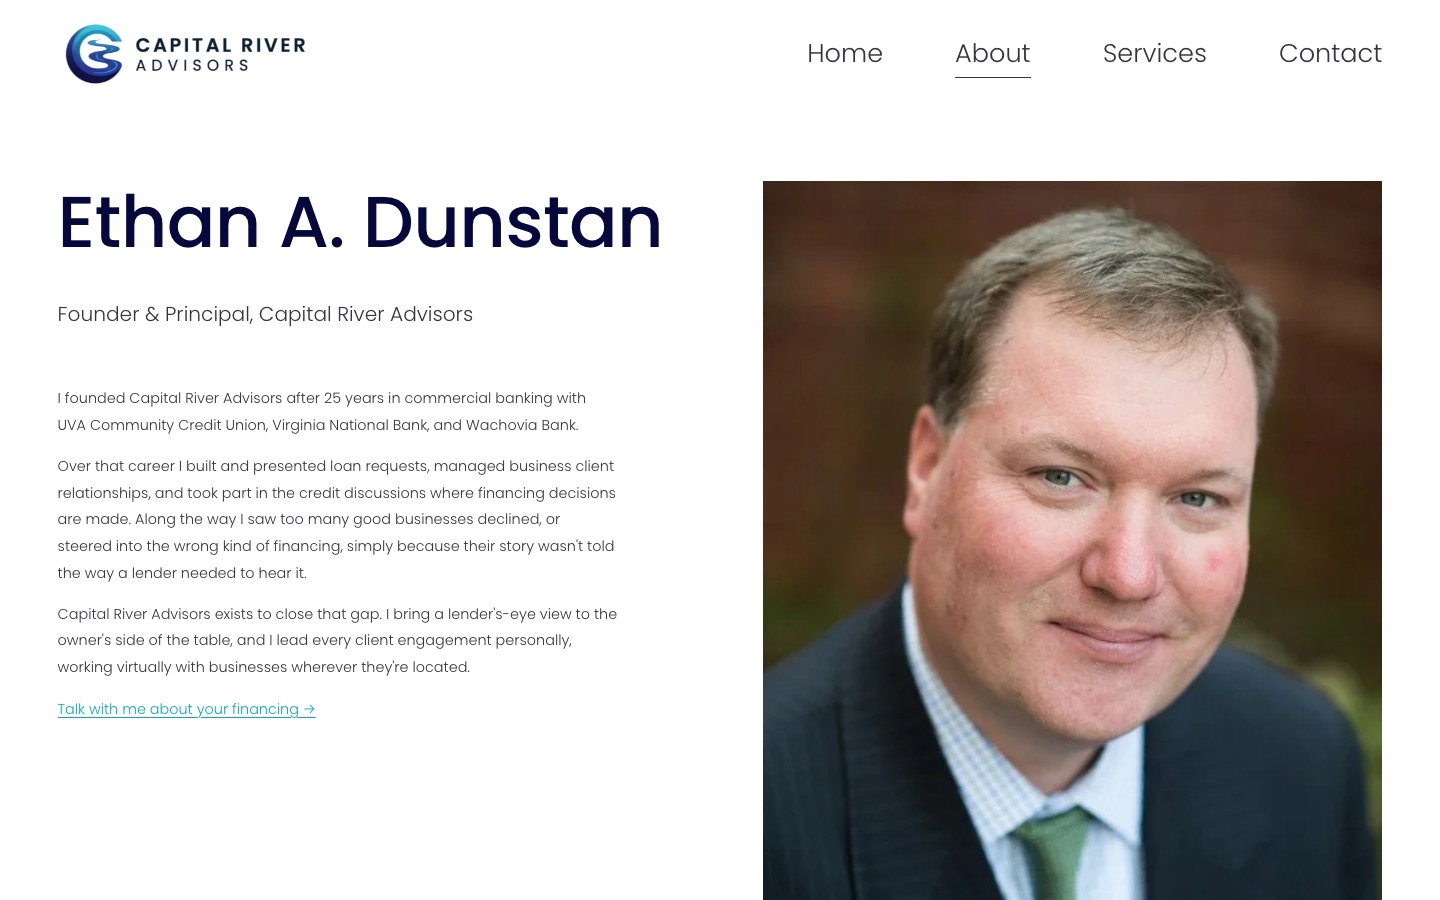 CAPITAL RIVER
ADVISORS
Home About Services Contact
Ethan A. Dunstan
Founder & Principal, Capital River Advisors
I founded Capital River Advisors after 25 years in commercial banking with
UVA Community Credit Union, Virginia National Bank, and Wachovia Bank.
Over that career I built and presented loan requests, managed business client
relationships, and took part in the credit discussions where financing decisions
are made. Along the way I saw too many good businesses declined, or
steered into the wrong kind of financing, simply because their story wasn't told
the way a lender needed to hear it.
Capital River Advisors exists to close that gap. I bring a lender's-eye view to the
owner's side of the table, and I lead every client engagement personally,
working virtually with businesses wherever they're located.
Talk with me about your financing →